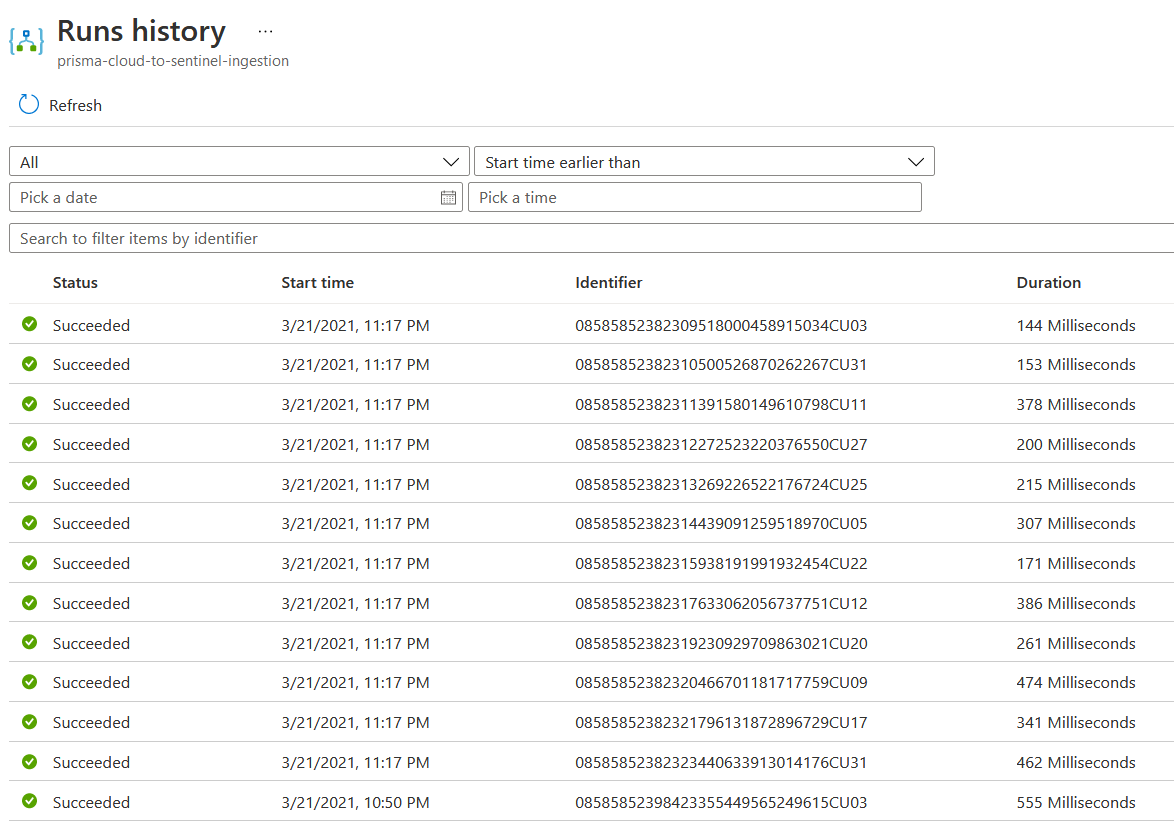 Runs history ...
prisma-cloud-to-sentinel-ingestion
Refresh
All Start time earlier than
Pick a date Pick a time
Search to filter items by identifier
Status Start time Identifier Duration
Succeeded 3/21/2021, 11:17 PM 08585852382309518000458915034CU03 144 Milliseconds
Succeeded 3/21/2021, 11:17 PM 08585852382310500526870262267CU31 153 Milliseconds
Succeeded 3/21/2021, 11:17 PM 08585852382311391580149610798CU11 378 Milliseconds
Succeeded 3/21/2021, 11:17 PM 08585852382312272523220376550CU27 200 Milliseconds
Succeeded 3/21/2021, 11:17 PM 08585852382313269226522176724CU25 215 Milliseconds
Succeeded 3/21/2021, 11:17 PM 08585852382314439091259518970CU05 307 Milliseconds
Succeeded 3/21/2021, 11:17 PM 08585852382315938191991932454CU22 171 Milliseconds
Succeeded 3/21/2021, 11:17 PM 08585852382317633062056737751CU12 386 Milliseconds
Succeeded 3/21/2021, 11:17 PM 08585852382319230929709863021CU20 261 Milliseconds
Succeeded 3/21/2021, 11:17 PM 08585852382320466701181717759CU09 474 Milliseconds
Succeeded 3/21/2021, 11:17 PM 08585852382321796131872896729CU17 341 Milliseconds
Succeeded 3/21/2021, 11:17 PM 08585852382323440633913014176CU31 462 Milliseconds
Succeeded 3/21/2021, 10:50 PM 08585852398423355449565249615CU03 555 Milliseconds